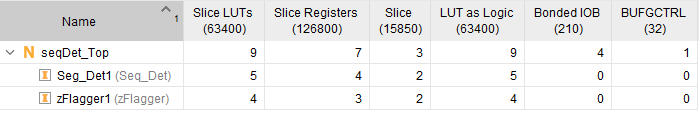 Name 1 Slice LUTs (63400) Slice Registers (126800) Slice (15850) LUT as Logic (63400) Bonded IOB (210) BUFGCTRL (32)
N seqDet_Top 9 7 3 9 4 1
I Seg_Det1 (Seq_Det) 5 4 2 5 0 0
I zFlagger1 (zFlagger) 4 3 2 4 0 0